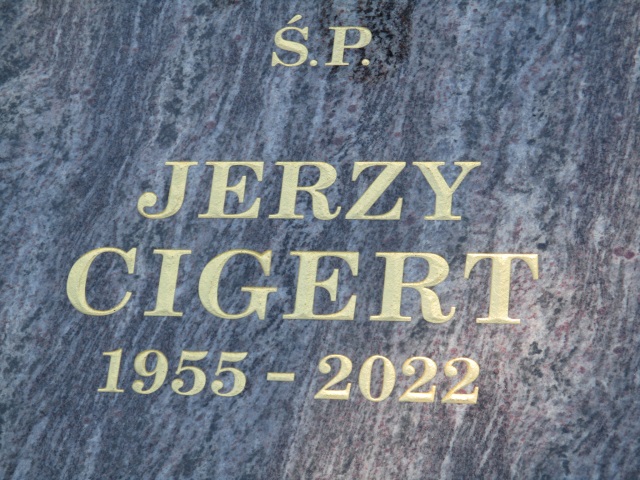 Ś.P.
JERZY
CIGERT
1955 – 2022